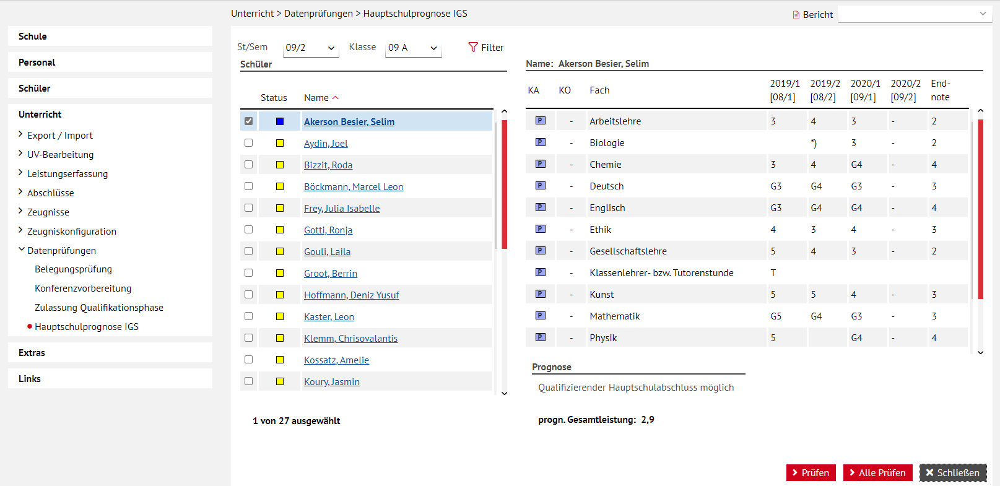 Unterricht > Datenprüfungen > Hauptschulprognose IGS
Bericht
Schule
Personal
Schüler
Unterricht
Export / Import
UV-Bearbeitung
Leistungserfassung
Abschlüsse
Zeugnisse
Zeugniskonfiguration
Datenprüfungen
Belegungsprüfung
Konferenzvorbereitung
Zulassung Qualifikationsphase
Hauptschulprognose IGS
Extras
Links
St/Sem 09/2 Klasse 09 A Filter
Schüler
Status Name
Akerson Besier, Selim
Aydin, Joel
Bizzit, Roda
Böckmann, Marcel Leon
Frey, Julia Isabelle
Gotti, Ronja
Gouli, Laila
Groot, Berrin
Hoffmann, Deniz Yusuf
Kaster, Leon
Klemm, Chrisovalantis
Kossatz, Amelie
Koury, Jasmin
1 von 27 ausgewählt
Name: Akerson Besier, Selim
KA KO Fach 2019/1 [08/1] 2019/2 [08/2] 2020/1 [09/1] 2020/2 [09/2] End-note
P - Arbeitslehre 3 4 3 - 2
P - Biologie *) 3 - 2
P - Chemie 3 4 G4 - 4
P - Deutsch G3 G4 G3 - 3
P - Englisch G3 G4 G4 - 4
P - Ethik 4 3 4 - 3
P - Gesellschaftslehre 5 4 3 - 2
P - Klassenlehrer- bzw. Tutorenstunde T
P - Kunst 5 5 4 - 3
P - Mathematik G5 G4 G3 - 3
P - Physik 5 G4 - 4
Prognose
Qualifizierender Hauptschulabschluss möglich
progn. Gesamtleistung: 2,9
Prüfen Alle Prüfen Schließen